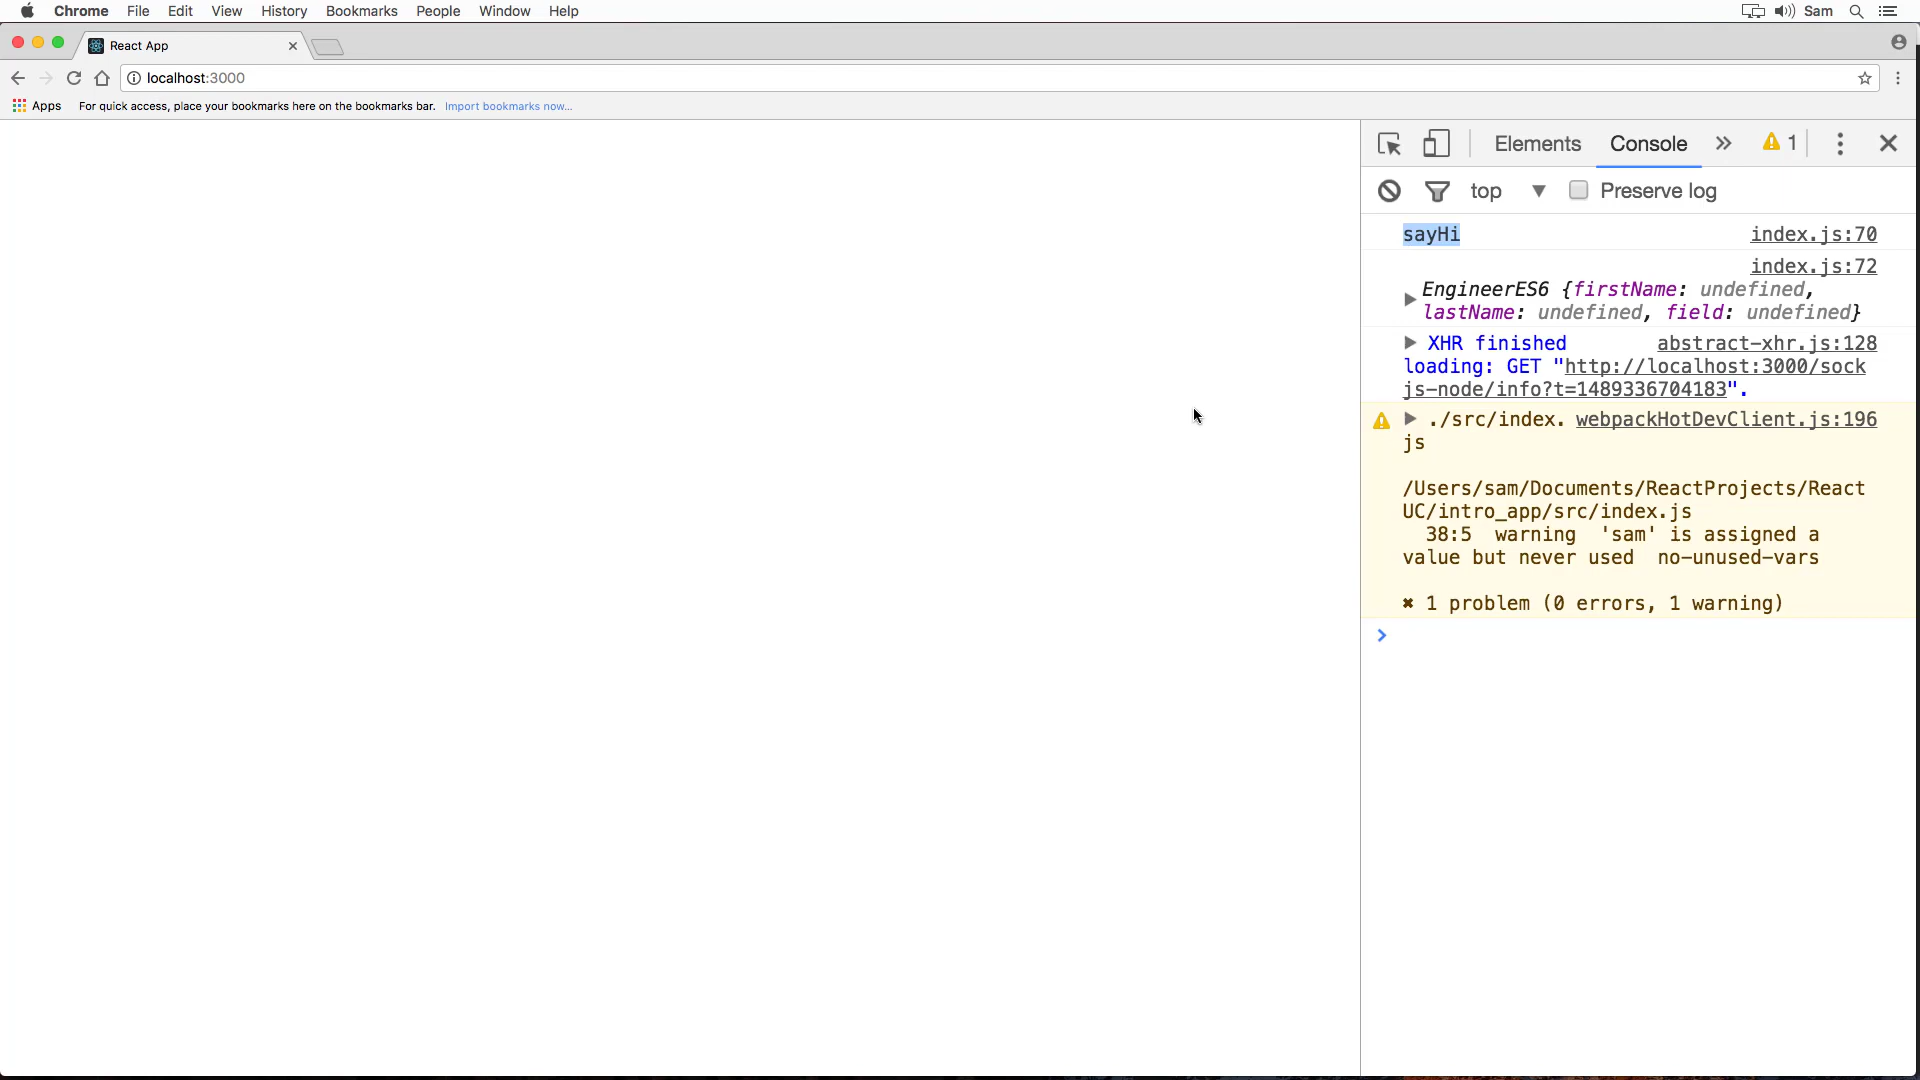 Chrome File Edit View History Bookmarks People Window Help Sam
React App
localhost:3000
Apps For quick access, place your bookmarks here on the bookmarks bar. Import bookmarks now...
Elements Console » 1
top Preserve log
sayHi index.js:70
index.js:72
EngineerES6 {firstName: undefined,
lastName: undefined, field: undefined}
XHR finished abstract-xhr.js:128
loading: GET "http://localhost:3000/sock
js-node/info?t=1489336704183".
./src/index. webpackHotDevClient.js:196
js
/Users/sam/Documents/ReactProjects/React
UC/intro_app/src/index.js
38:5 warning 'sam' is assigned a
value but never used no-unused-vars
✖ 1 problem (0 errors, 1 warning)